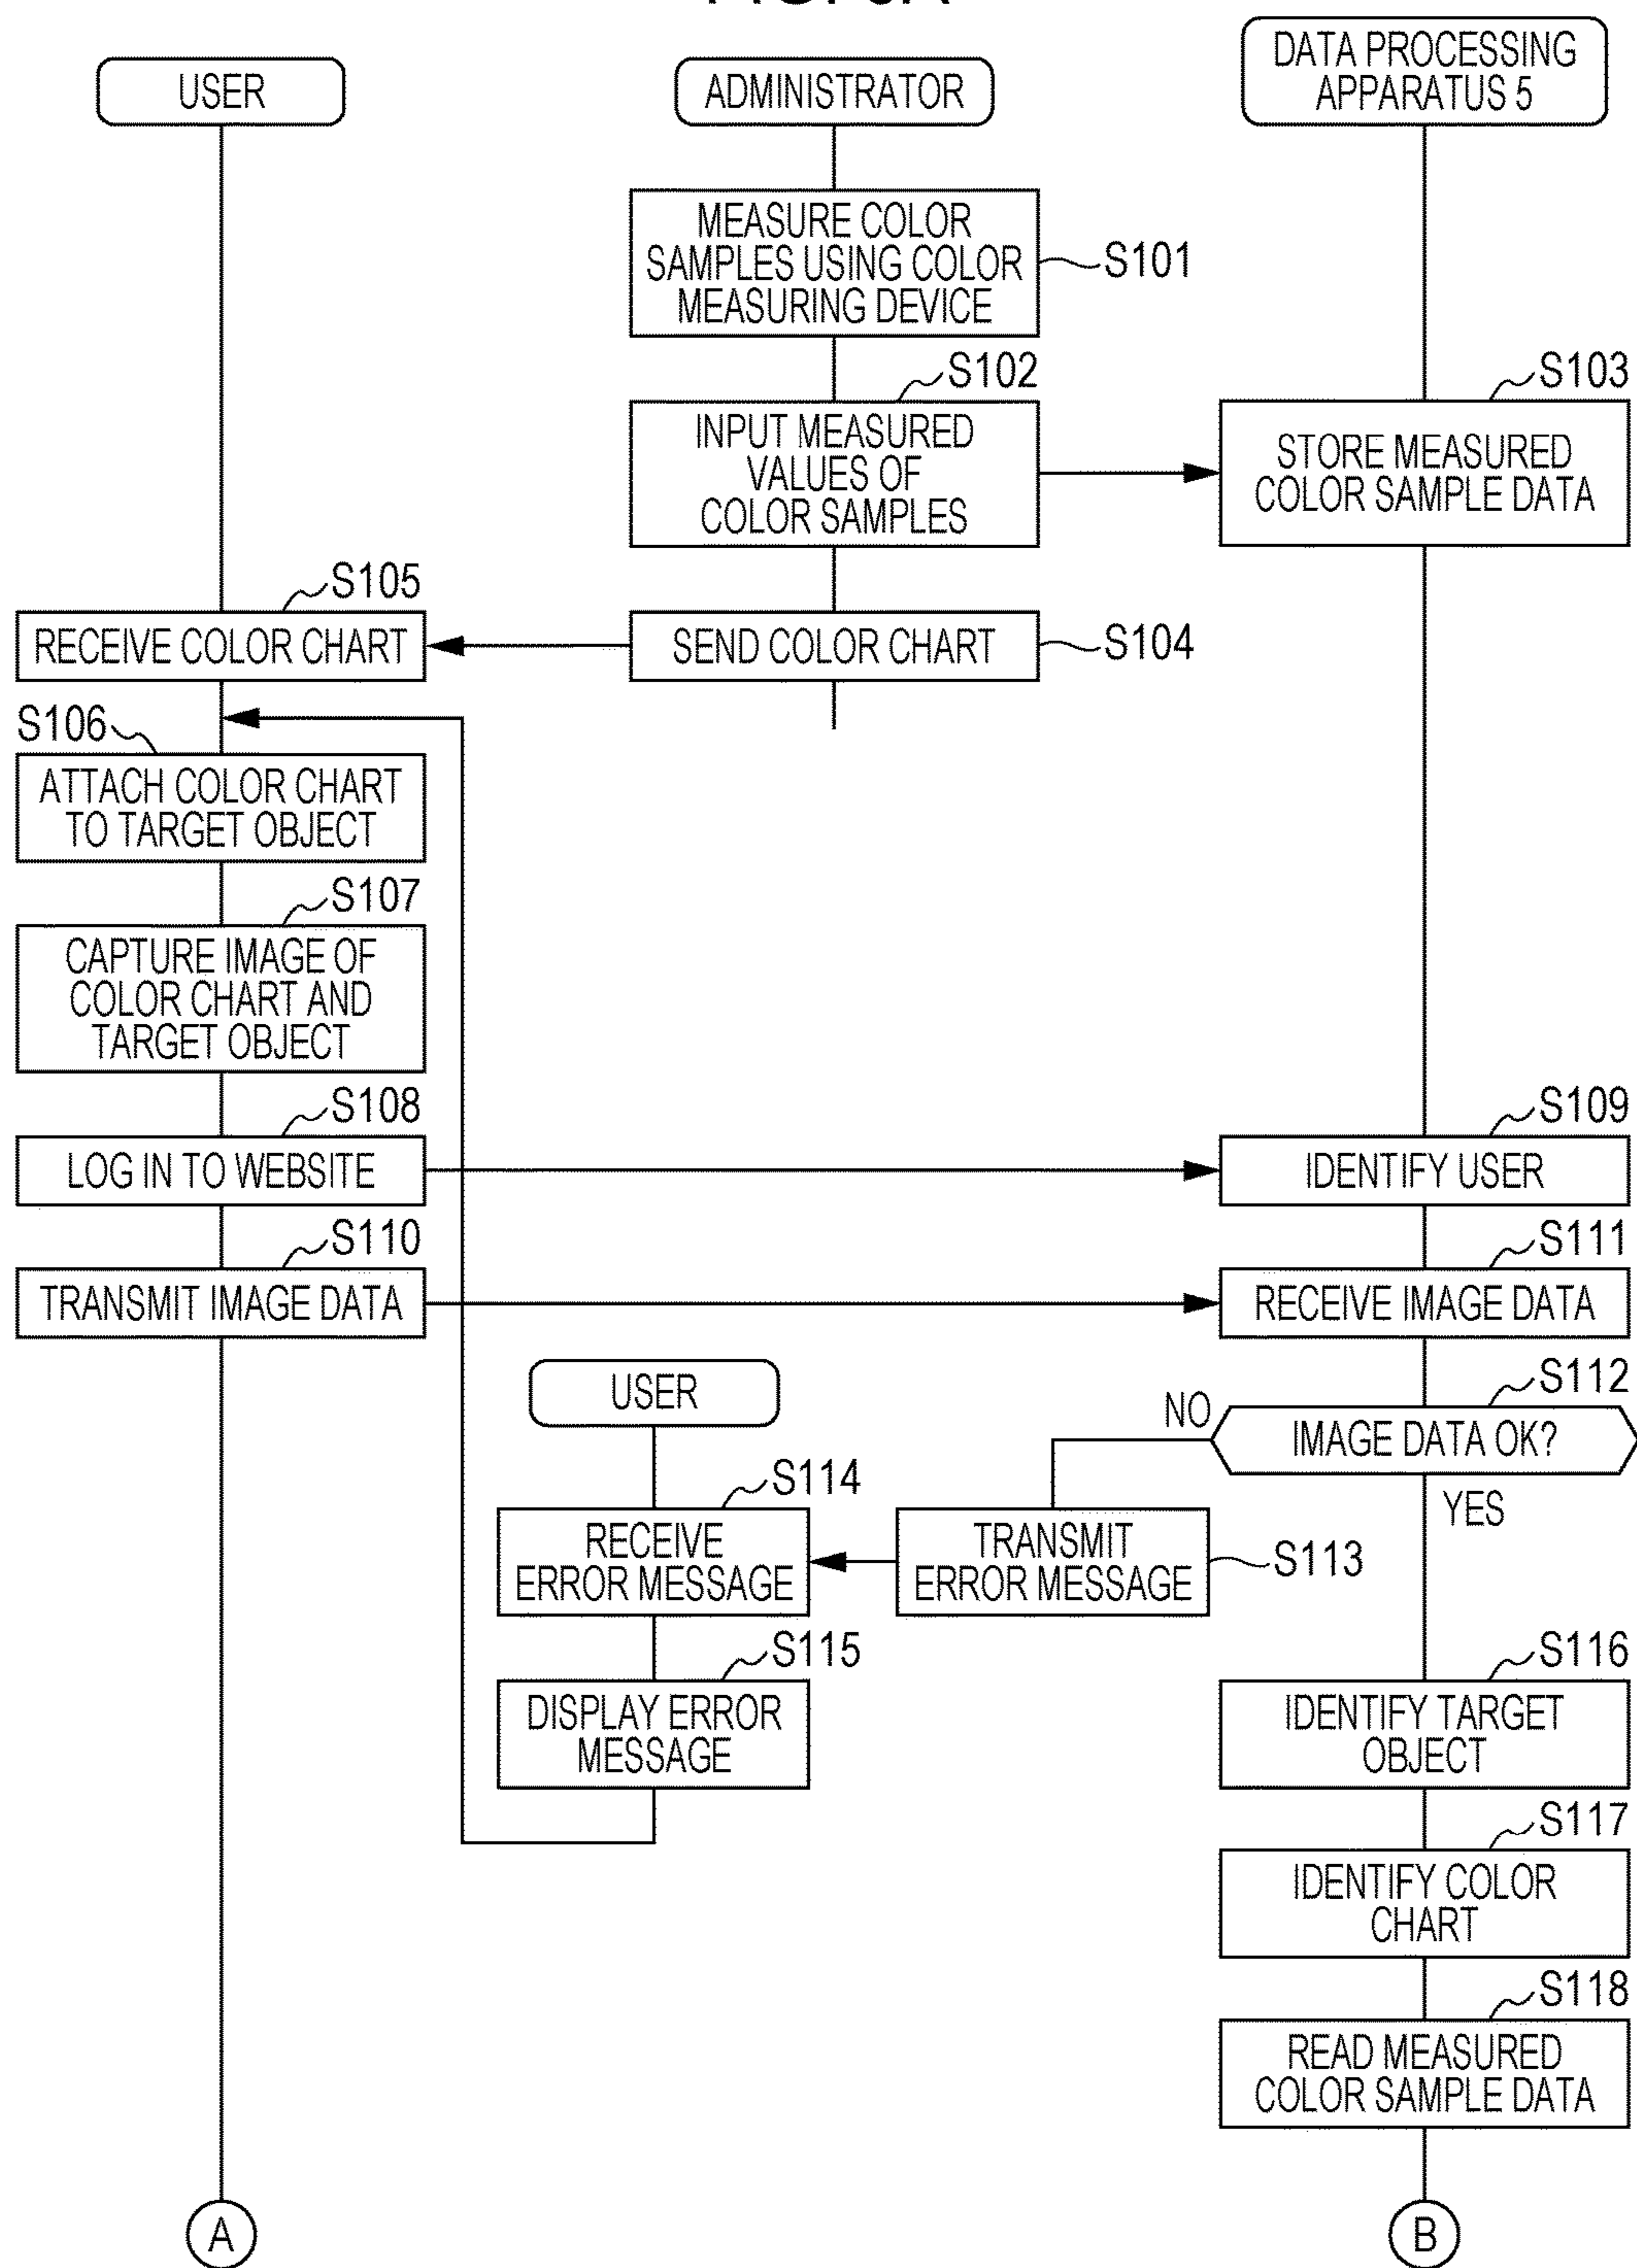 USER
ADMINISTRATOR
DATA PROCESSING
APPARATUS 5
MEASURE COLOR
SAMPLES USING COLOR
MEASURING DEVICE
S101
S102
INPUT MEASURED
VALUES OF
COLOR SAMPLES
S103
STORE MEASURED
COLOR SAMPLE DATA
S105
RECEIVE COLOR CHART
SEND COLOR CHART
S104
S106
ATTACH COLOR CHART
TO TARGET OBJECT
S107
CAPTURE IMAGE OF
COLOR CHART AND
TARGET OBJECT
S108
LOG IN TO WEBSITE
S109
IDENTIFY USER
S110
TRANSMIT IMAGE DATA
S111
RECEIVE IMAGE DATA
S112
IMAGE DATA OK?
NO
YES
USER
S114
RECEIVE
ERROR MESSAGE
TRANSMIT
ERROR MESSAGE
S113
S115
DISPLAY ERROR
MESSAGE
S116
IDENTIFY TARGET
OBJECT
S117
IDENTIFY COLOR
CHART
S118
READ MEASURED
COLOR SAMPLE DATA
A
B